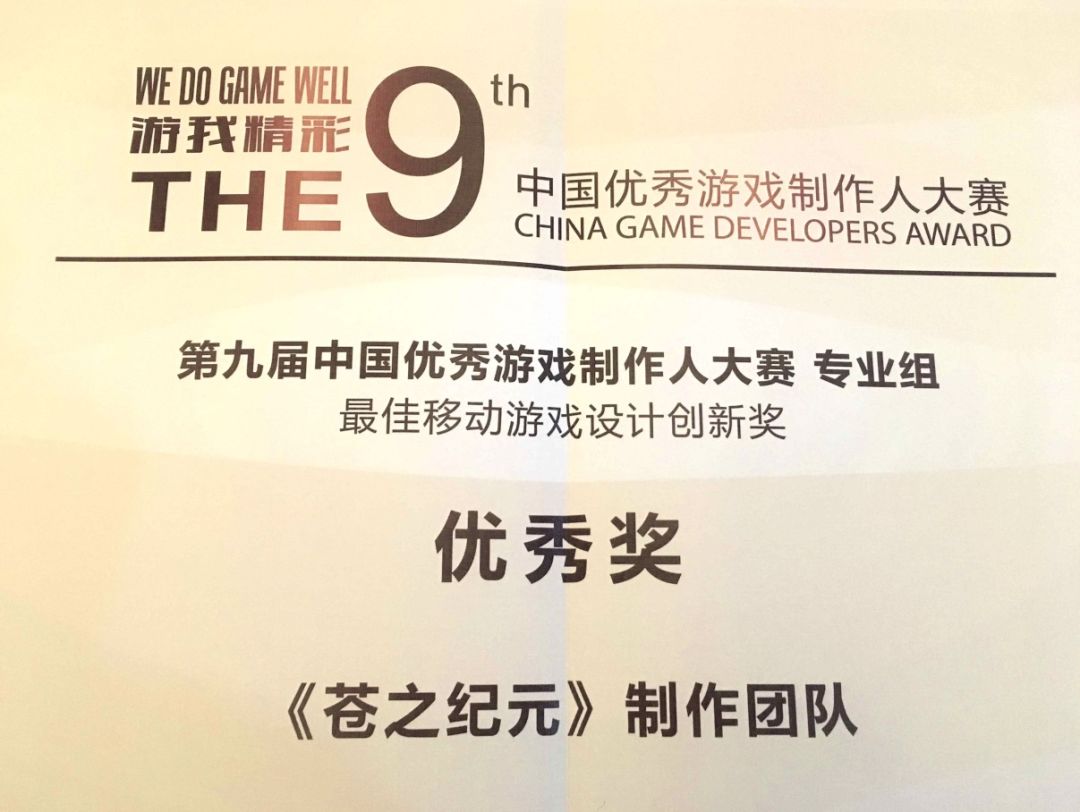 WE DO GAME WELL
游我精彩
THE 9th
中国优秀游戏制作人大赛
CHINA GAME DEVELOPERS AWARD
第九届中国优秀游戏制作人大赛 专业组
最佳移动游戏设计创新奖
优秀奖
《苍之纪元》制作团队